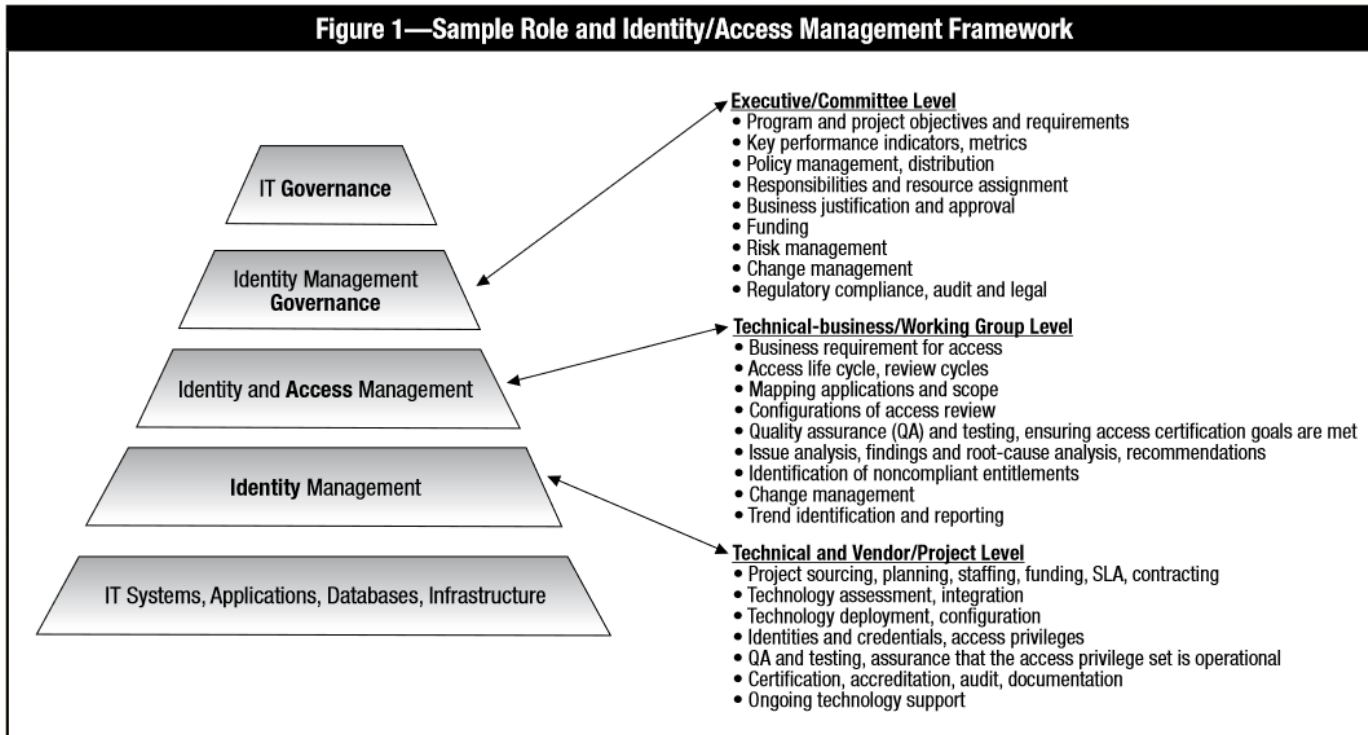 Figure 1—Sample Role and Identity/Access Management Framework
IT Governance
Identity Management
Governance
Identity and Access Management
Identity Management
IT Systems, Applications, Databases, Infrastructure
Executive/Committee Level
• Program and project objectives and requirements
• Key performance indicators, metrics
• Policy management, distribution
• Responsibilities and resource assignment
• Business justification and approval
• Funding
• Risk management
• Change management
• Regulatory compliance, audit and legal
Technical-business/Working Group Level
• Business requirement for access
• Access life cycle, review cycles
• Mapping applications and scope
• Configurations of access review
• Quality assurance (QA) and testing, ensuring access certification goals are met
• Issue analysis, findings and root-cause analysis, recommendations
• Identification of noncompliant entitlements
• Change management
• Trend identification and reporting
Technical and Vendor/Project Level
• Project sourcing, planning, staffing, funding, SLA, contracting
• Technology assessment, integration
• Technology deployment, configuration
• Identities and credentials, access privileges
• QA and testing, assurance that the access privilege set is operational
• Certification, accreditation, audit, documentation
• Ongoing technology support